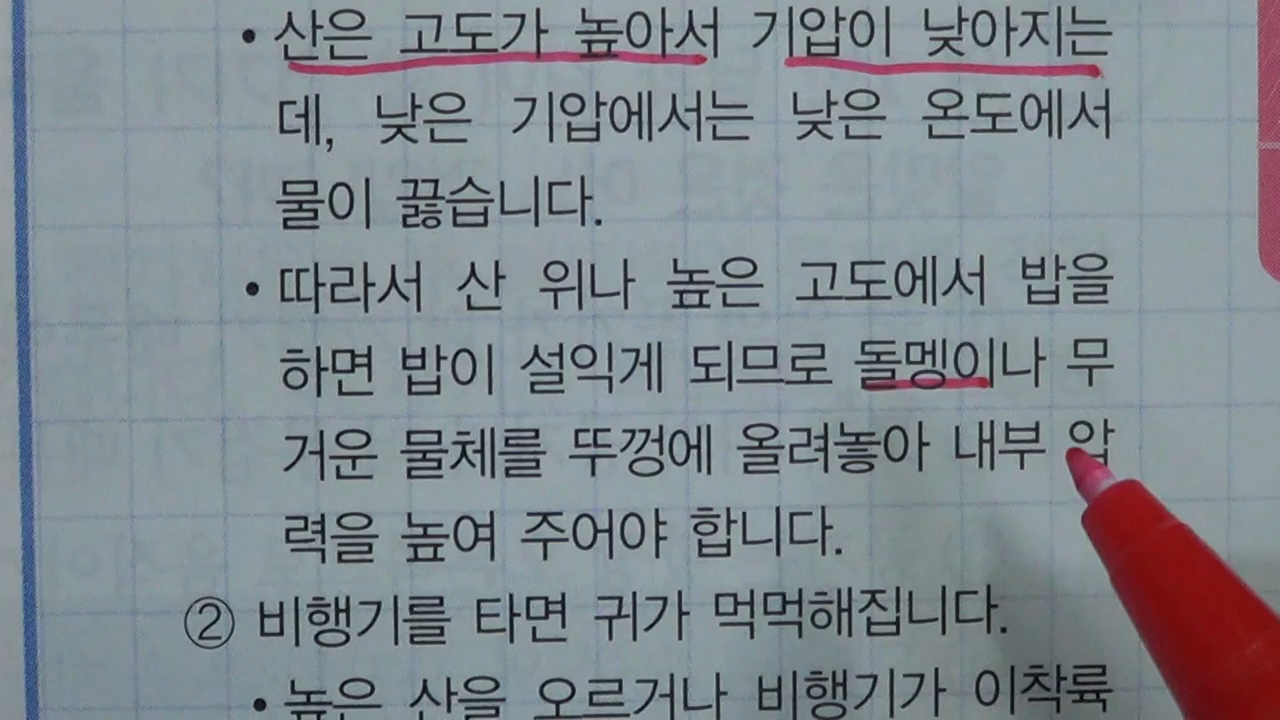 • 산은 고도가 높아서 기압이 낮아지는
데, 낮은 기압에서는 낮은 온도에서
물이 끓습니다.
• 따라서 산 위나 높은 고도에서 밥을
하면 밥이 설익게 되므로 돌멩이나 무
거운 물체를 뚜껑에 올려놓아 내부 압
력을 높여 주어야 합니다.
② 비행기를 타면 귀가 먹먹해집니다.
• 높은 산을 오르거나 비행기가 이착륙